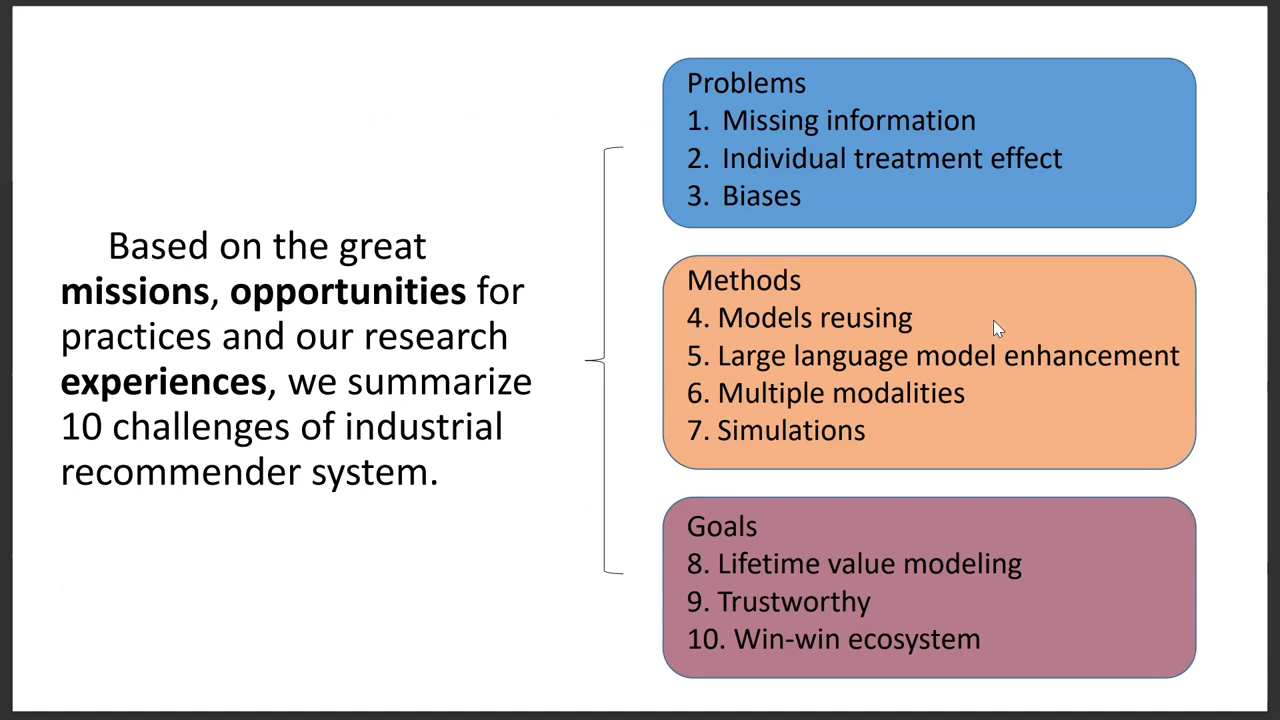 Based on the great
missions, opportunities for
practices and our research
experiences, we summarize
10 challenges of industrial
recommender system.
Problems
1. Missing information
2. Individual treatment effect
3. Biases
Methods
4. Models reusing
5. Large language model enhancement
6. Multiple modalities
7. Simulations
Goals
8. Lifetime value modeling
9. Trustworthy
10. Win-win ecosystem